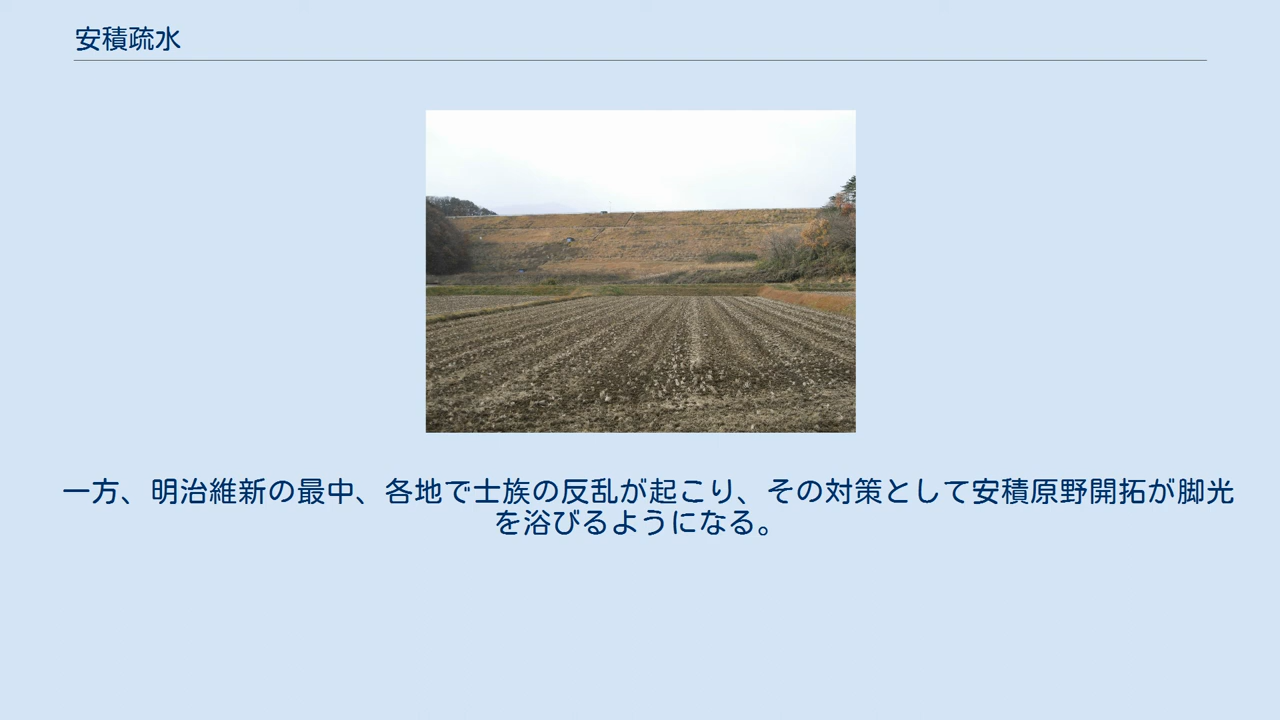 安積疏水
一方、明治維新の最中、各地で士族の反乱が起こり、その対策として安積原野開拓が脚光
を浴びるようになる。